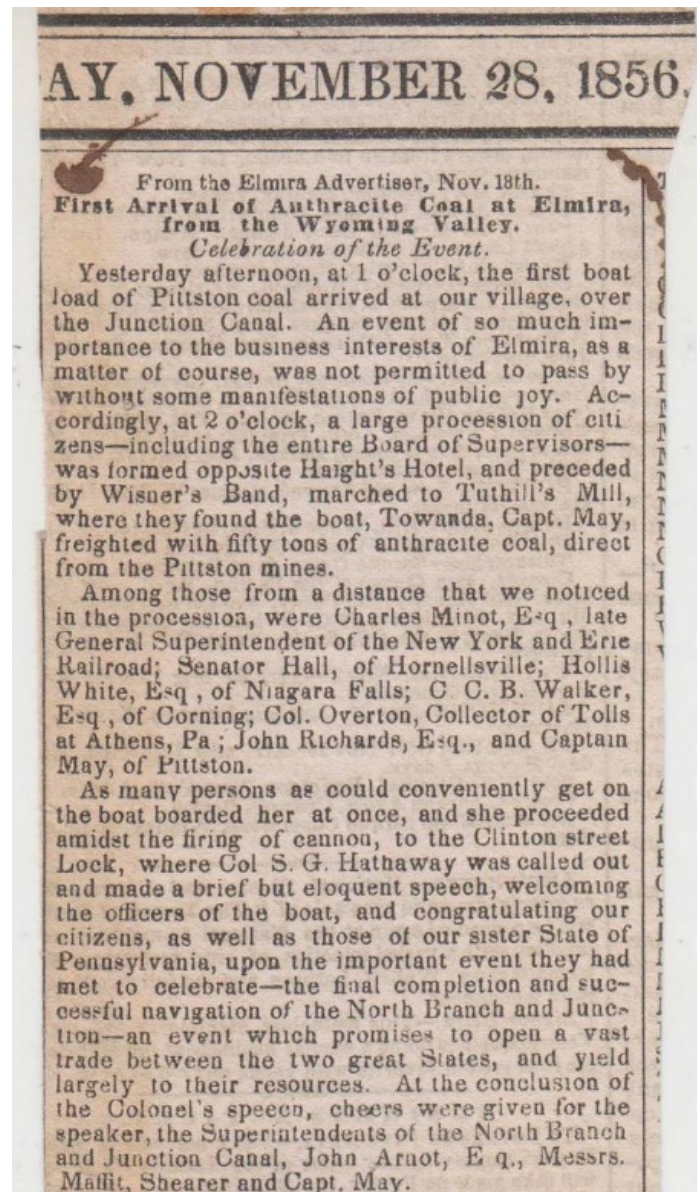 AY, NOVEMBER 28, 1856.
From the Elmira Advertiser, Nov. 18th.
First Arrival of Anthracite Coal at Elmira,
from the Wyoming Valley.
Celebration of the Event.
Yesterday afternoon, at 1 o'clock, the first boat
load of Pittston coal arrived at our village, over
the Junction Canal. An event of so much im-
portance to the business interests of Elmira, as a
matter of course, was not permitted to pass by
without some manifestations of public joy. Ac-
cordingly, at 2 o'clock, a large procession of citi
zens—including the entire Board of Supervisors—
was formed opposite Haight's Hotel, and preceded
by Wisner's Band, marched to Tuthill's Mill,
where they found the boat, Towanda, Capt. May,
freighted with fifty tons of anthracite coal, direct
from the Pittston mines.
Among those from a distance that we noticed
in the procession, were Charles Minot, Esq , late
General Superintendent of the New York and Erie
Railroad; Senator Hall, of Hornellsville; Hollis
White, Esq , of Niagara Falls; C C. B. Walker,
Esq , of Corning; Col. Overton, Collector of Tolls
at Athens, Pa ; John Richards, Esq., and Captain
May, of Pittston.
As many persons as could conveniently get on
the boat boarded her at once, and she proceeded
amidst the firing of cannon, to the Clinton street
Lock, where Col S. G. Hathaway was called out
and made a brief but eloquent speech, welcoming
the officers of the boat, and congratulating our
citizens, as well as those of our sister State of
Pennsylvania, upon the important event they had
met to celebrate—the final completion and suc-
cessful navigation of the North Branch and Junc-
tion—an event which promises to open a vast
trade between the two great States, and yield
largely to their resources. At the conclusion of
the Colonel's speech, cheers were given for the
speaker, the Superintendents of the North Branch
and Junction Canal, John Arnot, E q., Messrs.
Maffit, Shearer and Capt. May.